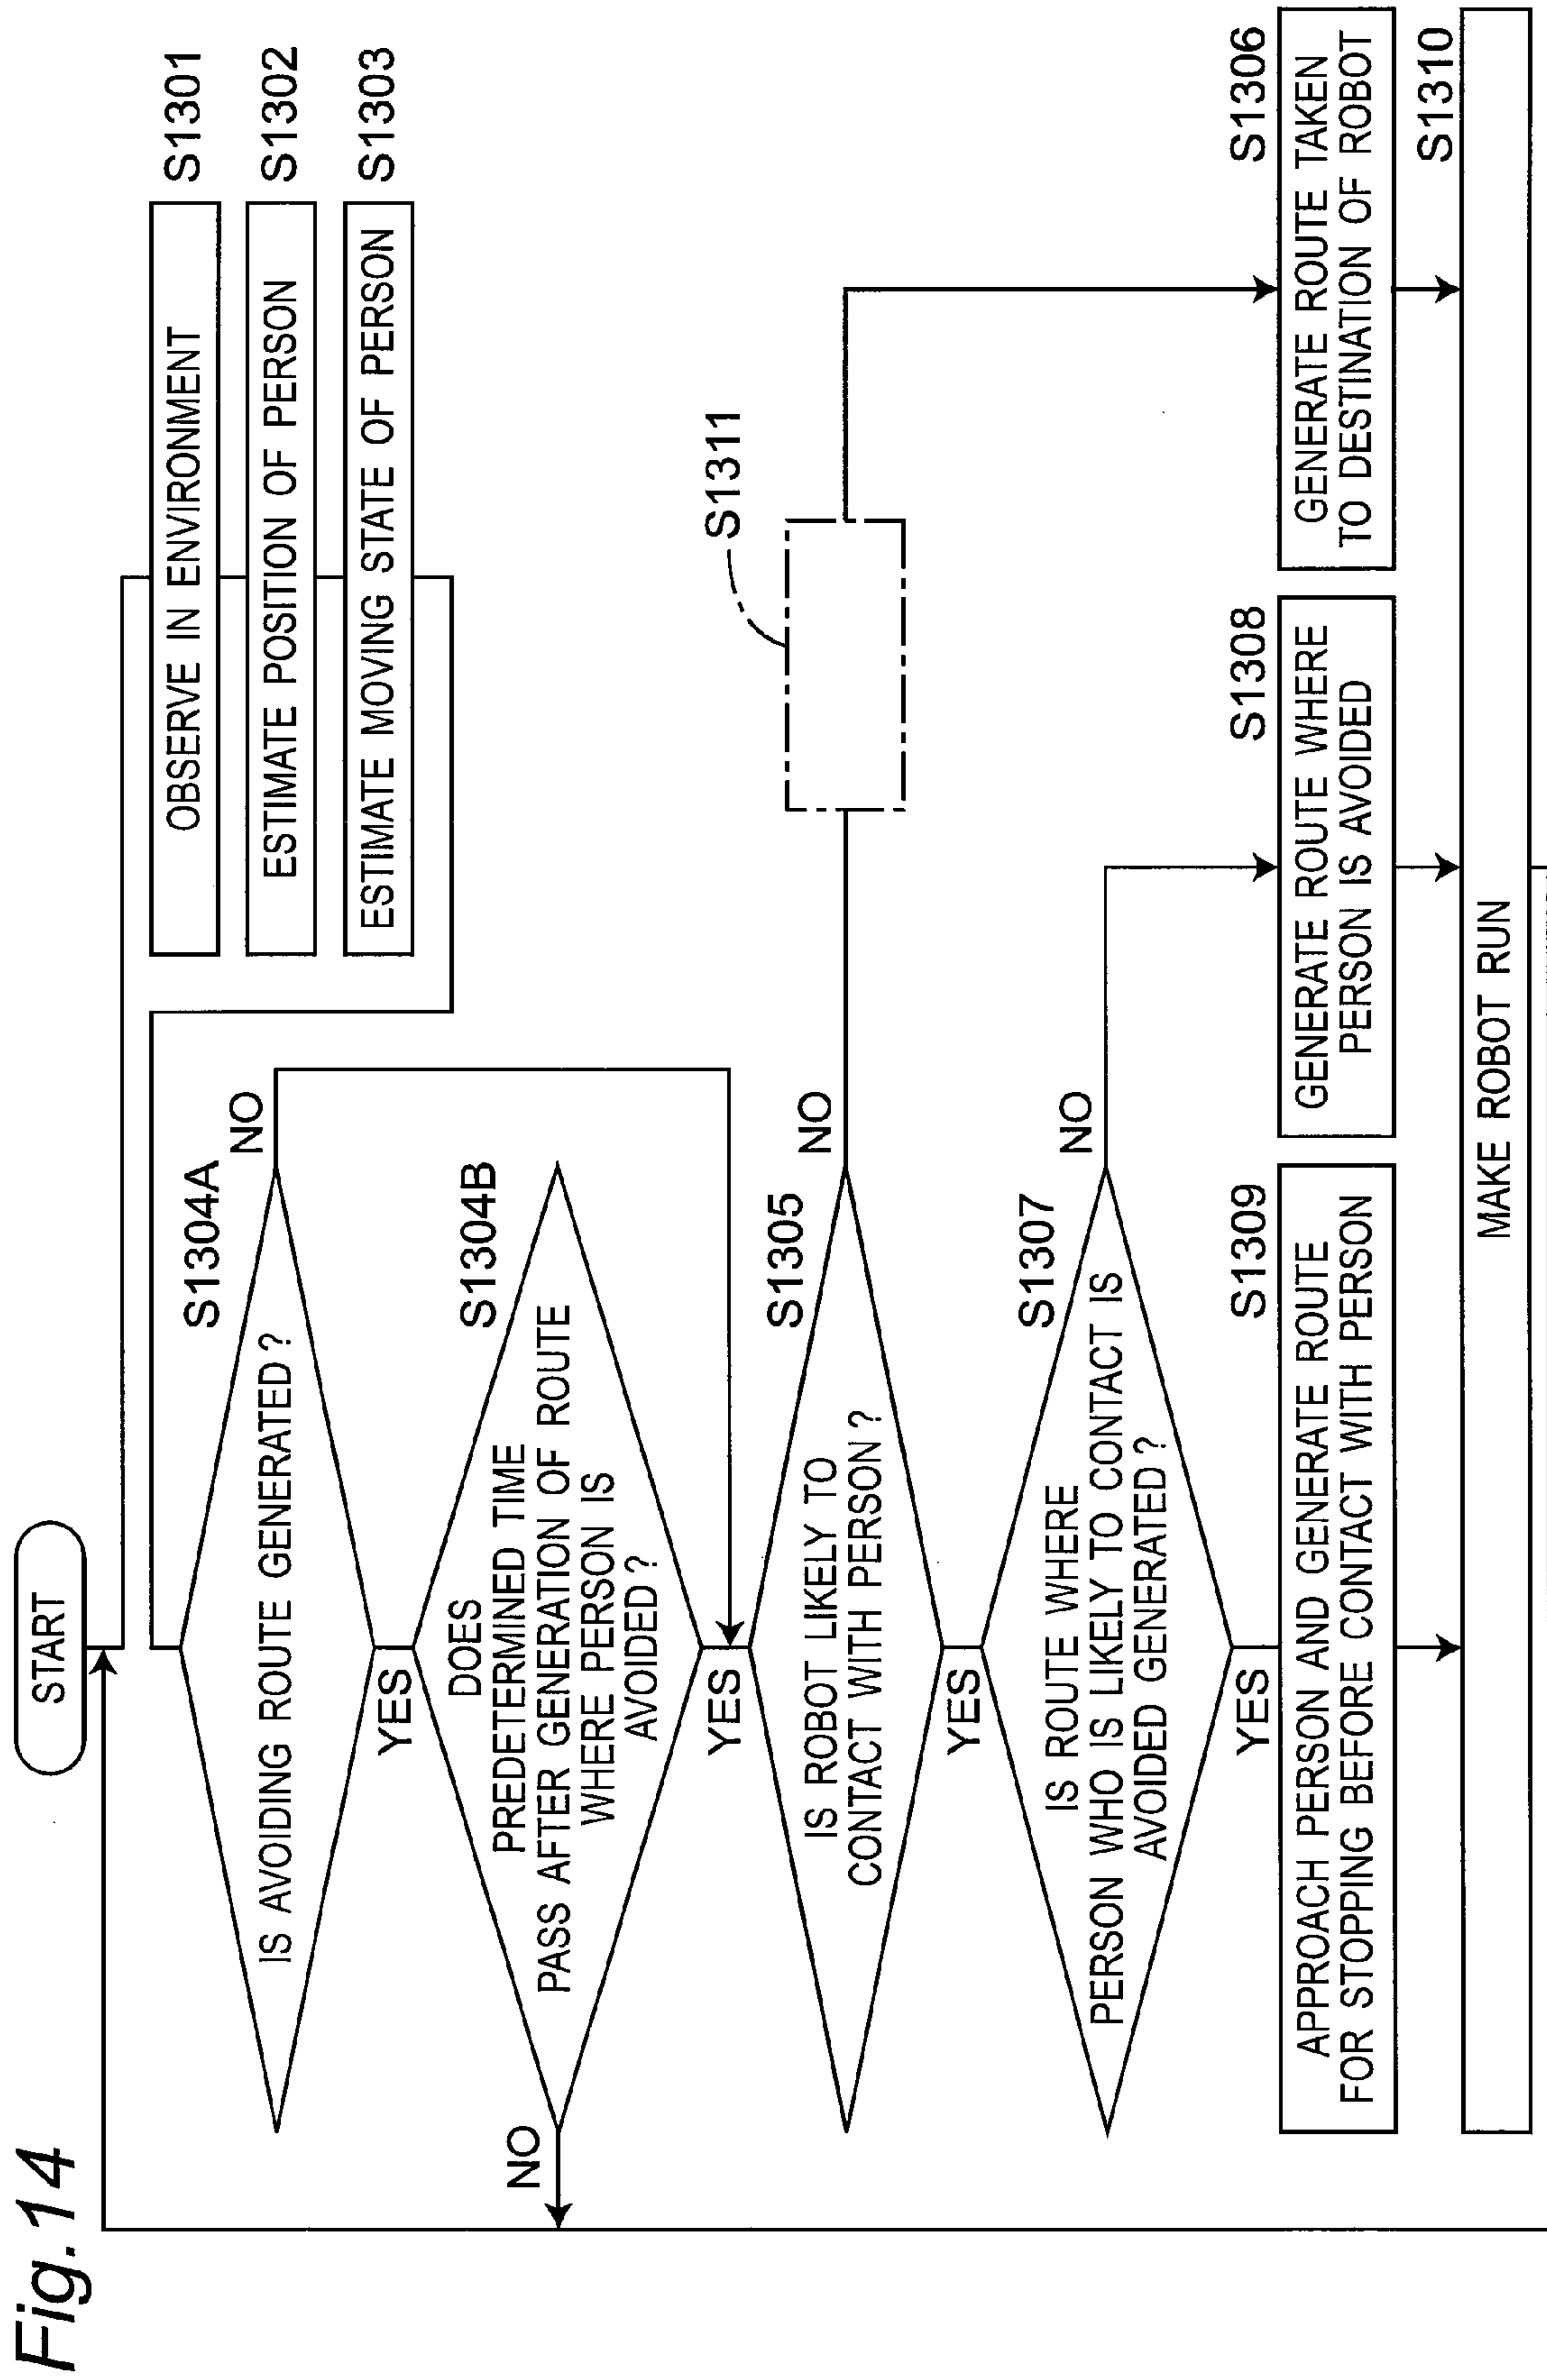 Fig.14
START
OBSERVE IN ENVIRONMENT
S1301
ESTIMATE POSITION OF PERSON
S1302
ESTIMATE MOVING STATE OF PERSON
S1303
S1304A
IS AVOIDING ROUTE GENERATED?
NO
YES
S1304B
DOES
PREDETERMINED TIME
PASS AFTER GENERATION OF ROUTE
WHERE PERSON IS
AVOIDED?
NO
YES
S1305
IS ROBOT LIKELY TO
CONTACT WITH PERSON?
NO
YES
S1311
S1307
IS ROUTE WHERE
PERSON WHO IS LIKELY TO CONTACT IS
AVOIDED GENERATED?
NO
YES
S1309
APPROACH PERSON AND GENERATE ROUTE
FOR STOPPING BEFORE CONTACT WITH PERSON
S1308
GENERATE ROUTE WHERE
PERSON IS AVOIDED
S1306
GENERATE ROUTE TAKEN
TO DESTINATION OF ROBOT
S1310
MAKE ROBOT RUN